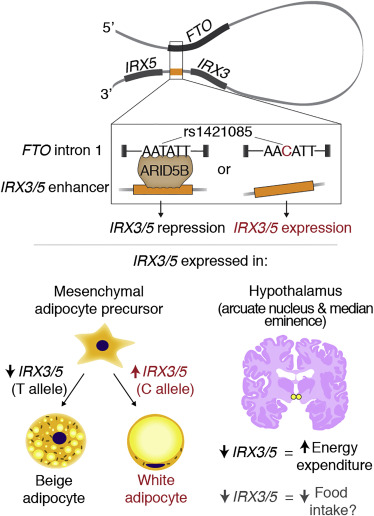 5'
FTO
IRX5
IRX3
3'
rs1421085
FTO intron 1
AATATT
or
AACATT
ARID5B
IRX3/5 enhancer
IRX3/5 repression
IRX3/5 expression
IRX3/5 expressed in:
Mesenchymal
adipocyte precursor
↓ IRX3/5
(T allele)
↑ IRX3/5
(C allele)
Beige
adipocyte
White
adipocyte
Hypothalamus
(arcuate nucleus & median
eminence)
↓ IRX3/5 = ↑ Energy
expenditure
↓ IRX3/5 = ↓ Food
intake?